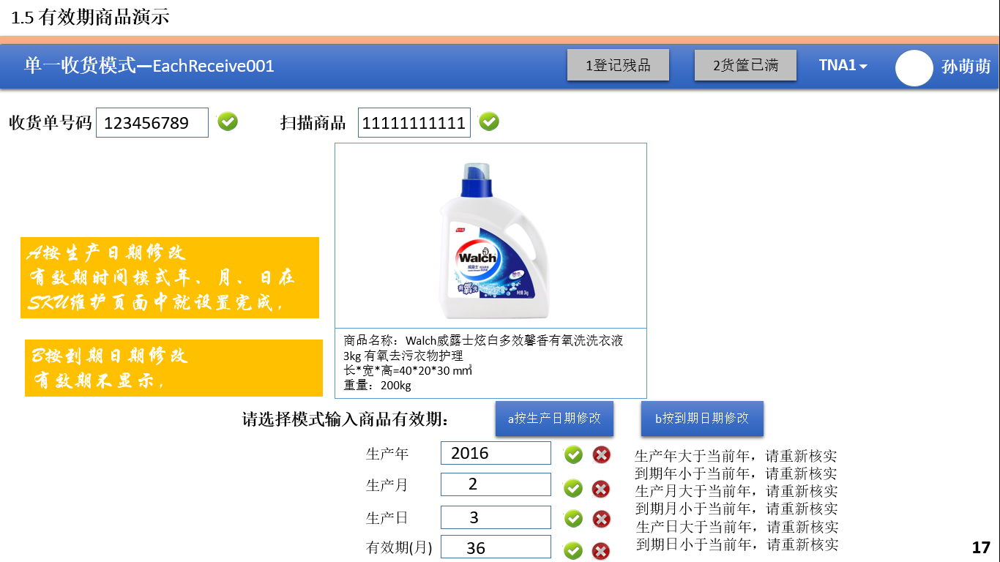 1.5 有效期商品演示
单一收货模式—EachReceive001
1登记残品
2货筐已满
TNA1
孙萌萌
收货单号码
123456789
扫描商品
11111111111
Walch
威露士
有氧洗
A按生产日期修改
有效期时间模式年、月、日在
SKU维护页面中就设置完成，
B按到期日期修改
有效期不显示，
商品名称：Walch威露士炫白多效馨香有氧洗洗衣液
3kg 有氧去污衣物护理
长*宽*高=40*20*30 mm³
重量：200kg
请选择模式输入商品有效期：
a按生产日期修改
b按到期日期修改
生产年
2016
生产月
2
生产日
3
有效期(月)
36
生产年大于当前年，请重新核实
到期年小于当前年，请重新核实
生产月大于当前年，请重新核实
到期月小于当前年，请重新核实
生产日大于当前年，请重新核实
到期日小于当前年，请重新核实
17